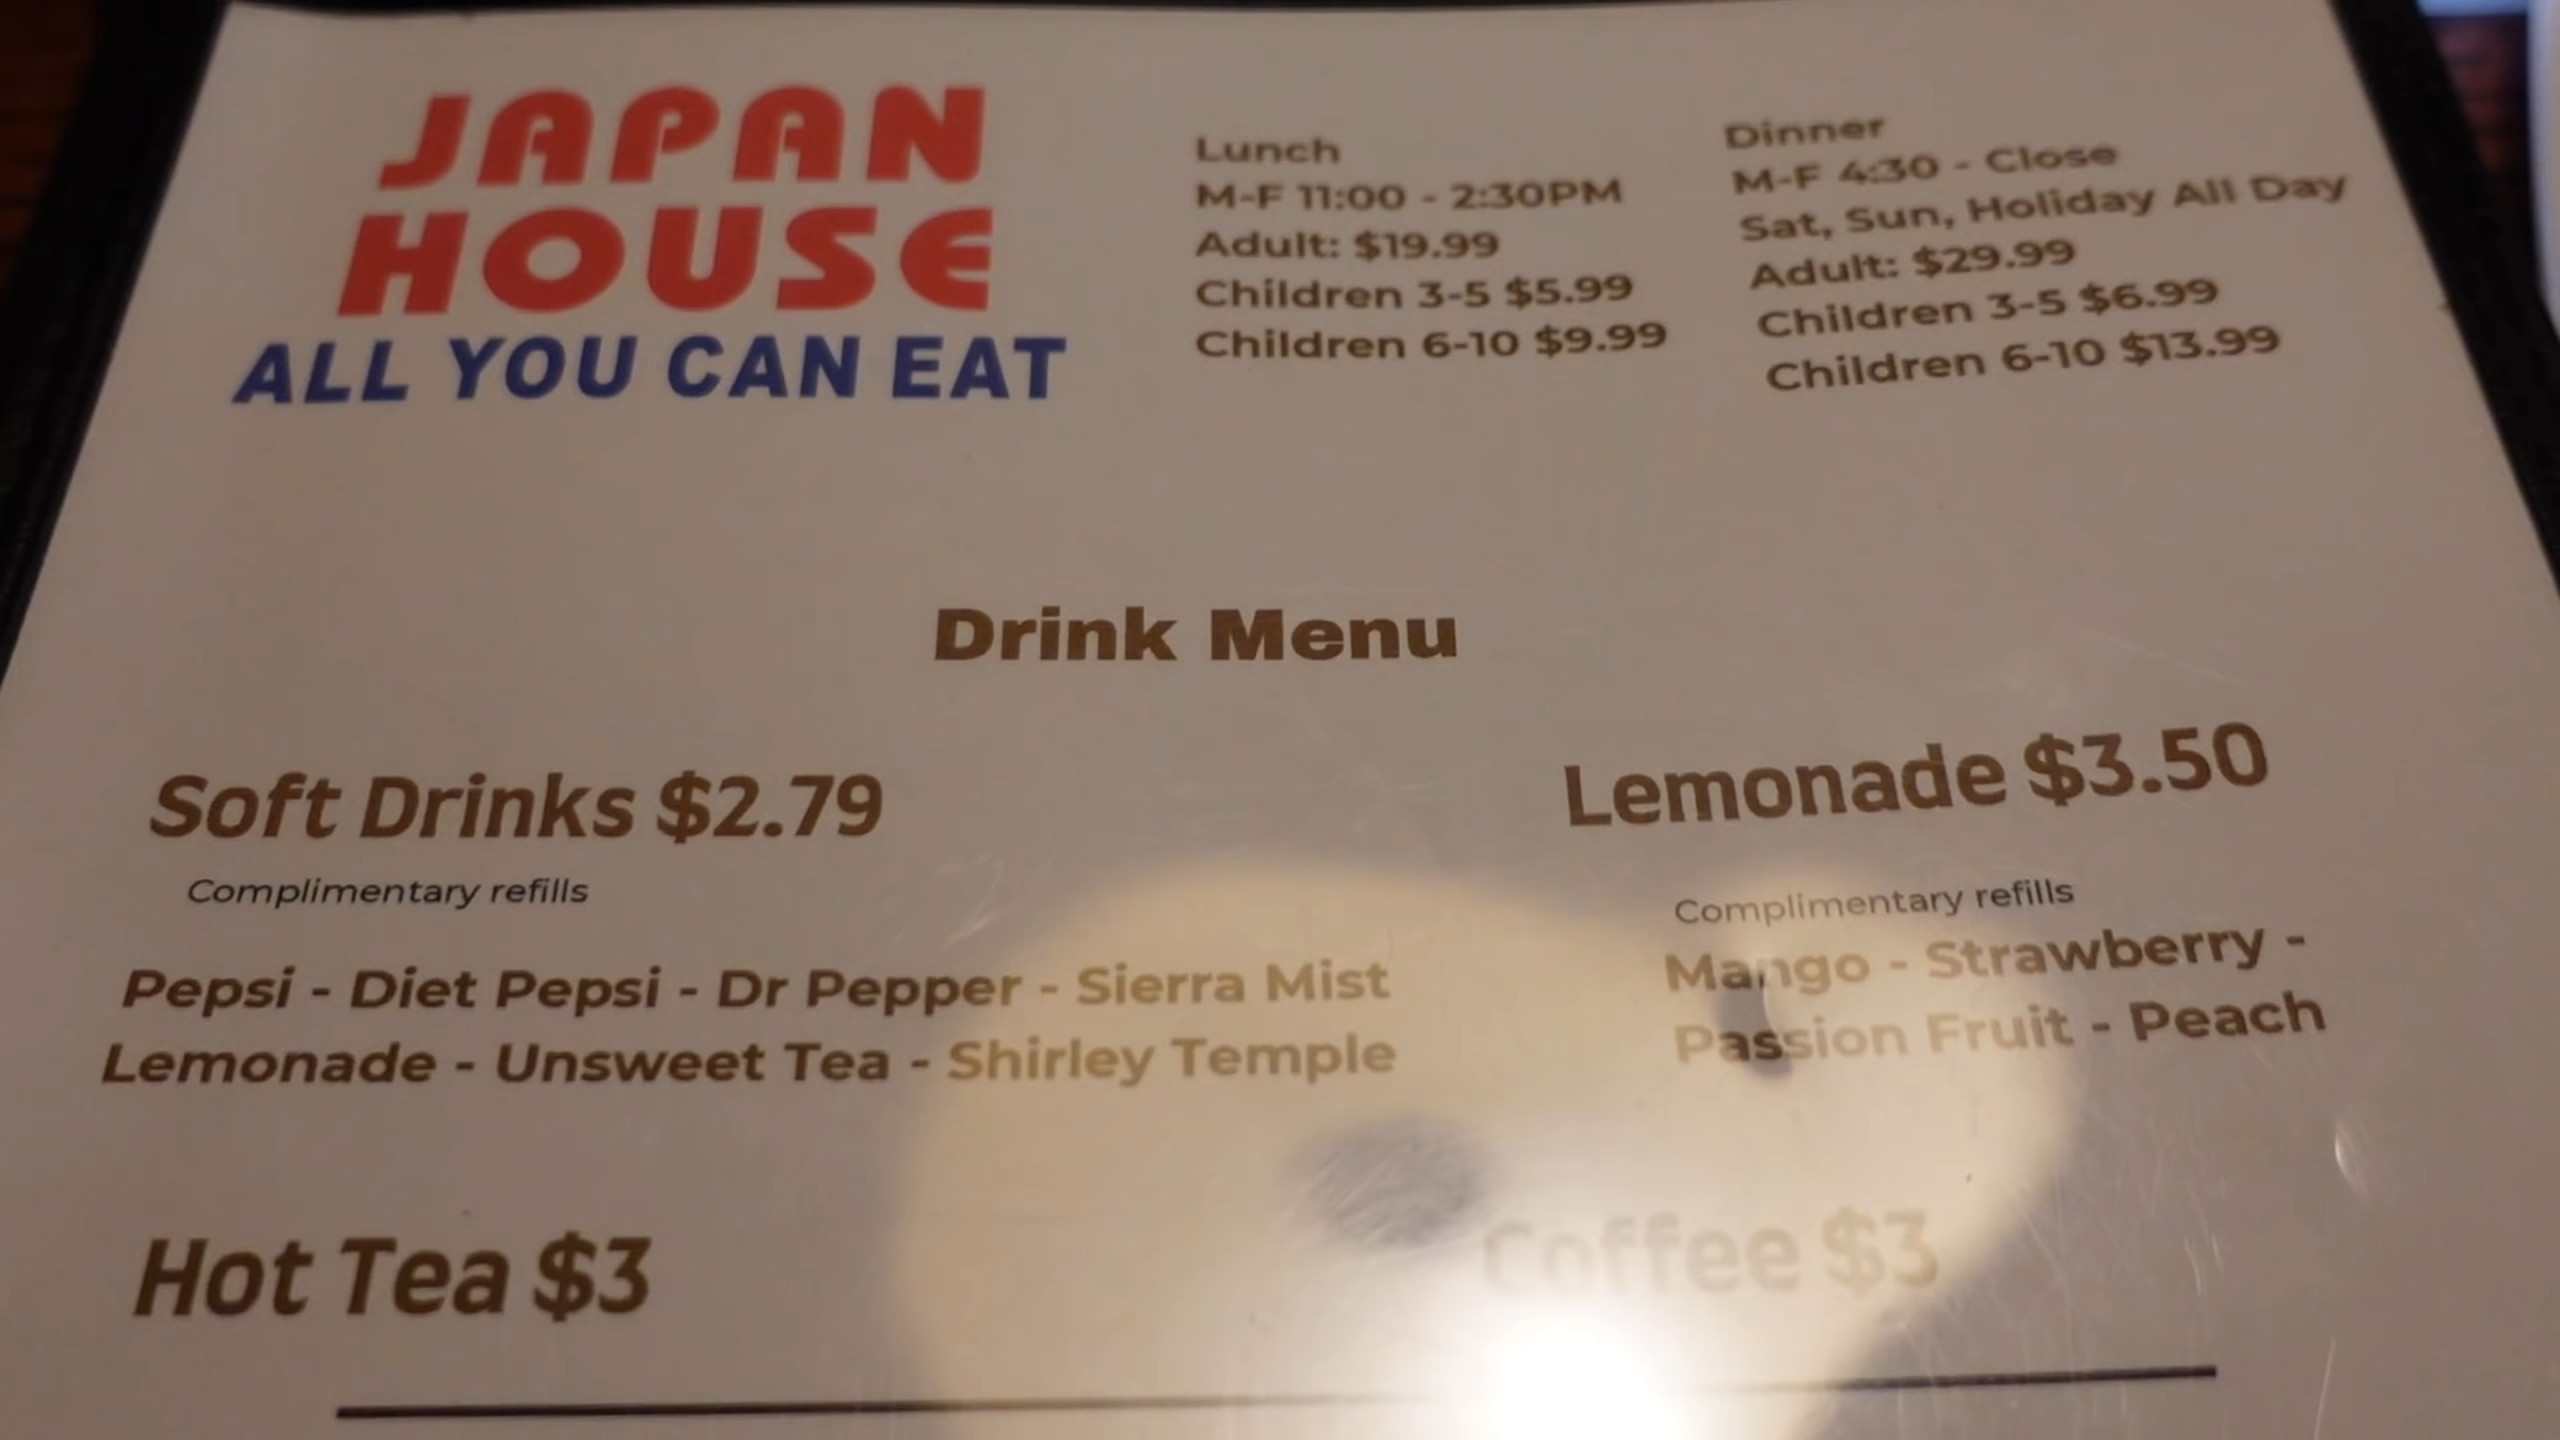 JAPAN
HOUSE
ALL YOU CAN EAT
Lunch
M-F 11:00 - 2:30PM
Adult: $19.99
Children 3-5 $5.99
Children 6-10 $9.99
Dinner
M-F 4:30 - Close
Sat, Sun, Holiday All Day
Adult: $29.99
Children 3-5 $6.99
Children 6-10 $13.99
Drink Menu
Soft Drinks $2.79
Complimentary refills
Pepsi - Diet Pepsi - Dr Pepper - Sierra Mist
Lemonade - Unsweet Tea - Shirley Temple
Lemonade $3.50
Complimentary refills
Mango - Strawberry -
Passion Fruit - Peach
Hot Tea $3
Coffee $3